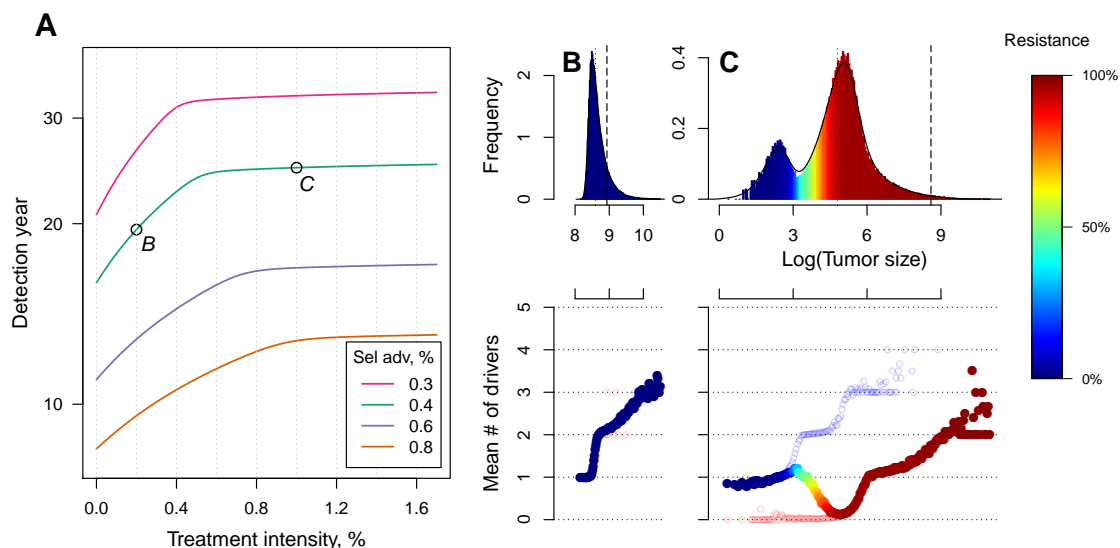 A
Detection year
30
20
10
B
C
Sel adv, %
0.3
0.4
0.6
0.8
0.0 0.4 0.8 1.2 1.6
Treatment intensity, %
B
Frequency
2
1
0
8 9 10
C
0.4
0.2
0
0 3 6 9
Log(Tumor size)
Resistance
100%
50%
0%
Mean # of drivers
5
4
3
2
1
0